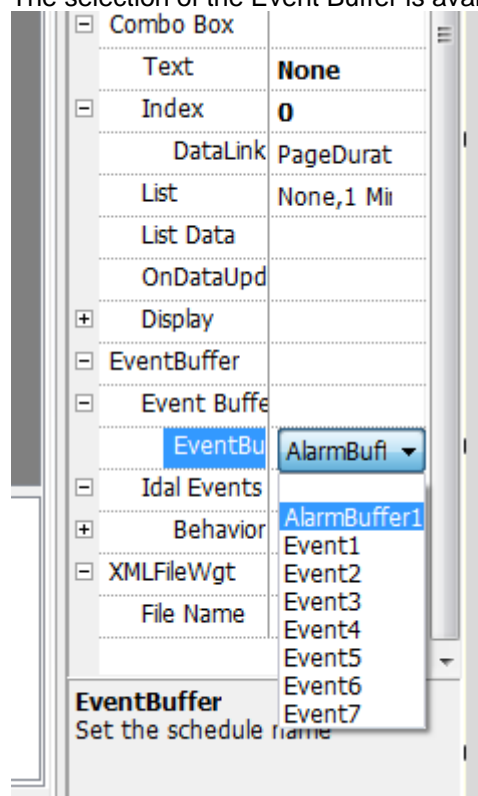 The selection of the Event Buffer is avai
Combo Box
Text None
Index 0
DataLink PageDurat
List None,1 Mi
List Data
OnDataUpd
Display
EventBuffer
Event Buffe
EventBu AlarmBuf
Idal Events
AlarmBuffer1
Behavior Event1
XMLFileWgt Event2
Event3
File Name Event4
Event5
Event6
EventBuffer Event7
Set the schedule name